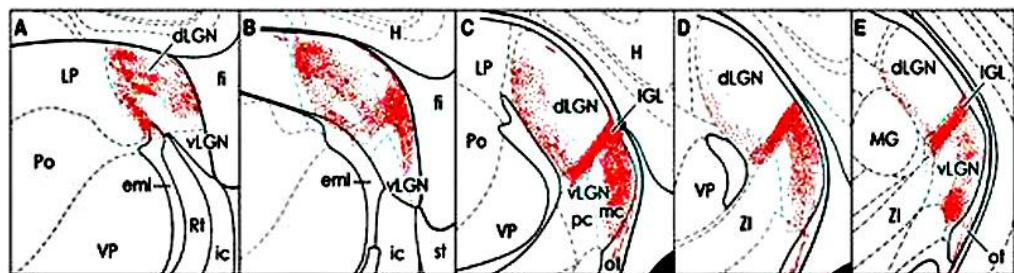 A
dLGN
LP
fi
vLGN
Po
eml
Rt
VP
ic
B
H
fi
eml
vLGN
ic
st
C
H
LP
dLGN
IGL
Po
vLGN
pc
mc
VP
ot
D
dLGN
VP
ZI
E
dLGN
IGL
MG
vLGN
ZI
ot